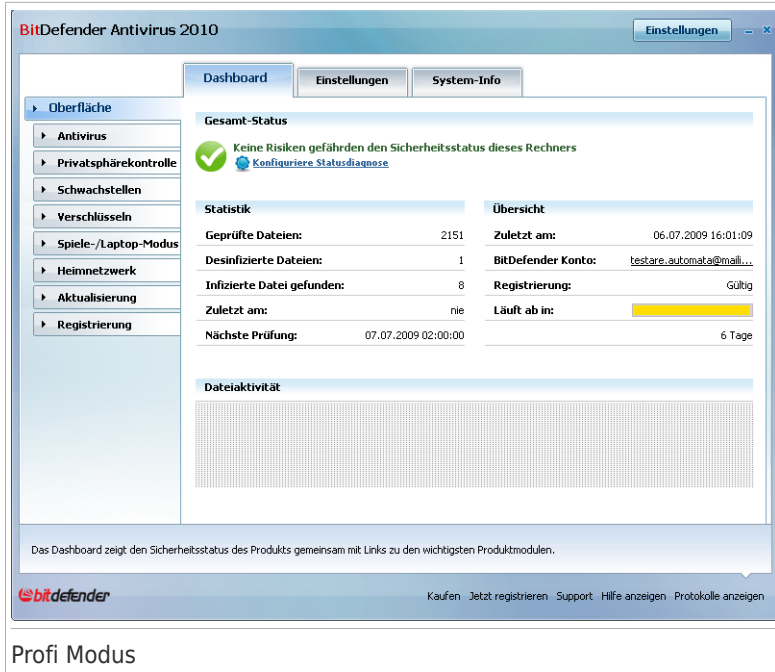 BitDefender Antivirus 2010
Einstellungen
Dashboard
Einstellungen
System-Info
Oberfläche
Antivirus
Privatsphärekontrolle
Schwachstellen
Verschlüsseln
Spiele-/Laptop-Modus
Heimnetzwerk
Aktualisierung
Registrierung
Gesamt-Status
Keine Risiken gefährden den Sicherheitsstatus dieses Rechners
Konfiguriere Statusdiagnose
Statistik
Geprüfte Dateien: 2151
Desinfizierte Dateien: 1
Infizierte Datei gefunden: 8
Zuletzt am: nie
Nächste Prüfung: 07.07.2009 02:00:00
Übersicht
Zuletzt am: 06.07.2009 16:01:09
BitDefender Konto: testare.automata@maili...
Registrierung: Gültig
Läuft ab in:
6 Tage
Dateiaktivität
Das Dashboard zeigt den Sicherheitsstatus des Produkts gemeinsam mit Links zu den wichtigsten Produktmodulen.
bitdefender
Kaufen Jetzt registrieren Support Hilfe anzeigen Protokolle anzeigen
Profi Modus